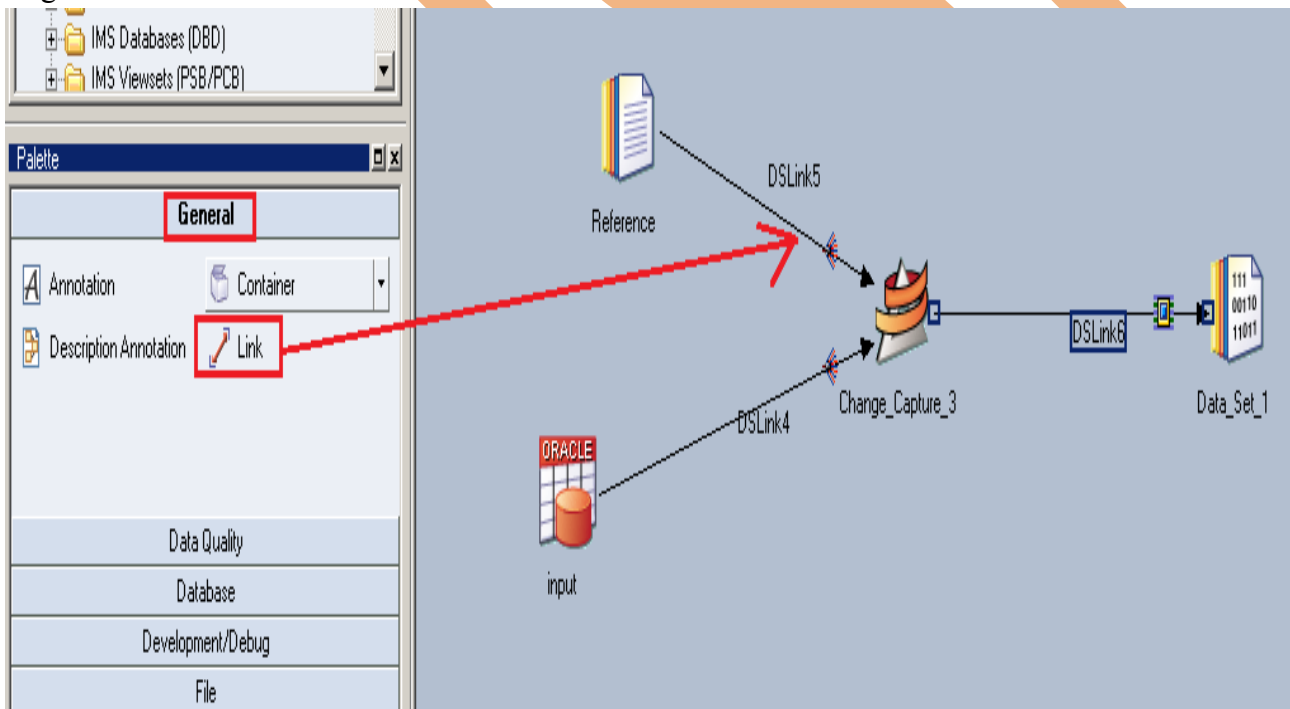 IMS Databases (DBD)
IMS Viewsets (PSB/PCB)
Palette
General
Annotation
Container
Description Annotation
Link
Data Quality
Database
Development/Debug
File
Reference
DSLink5
Change_Capture_3
DSLink6
111
00110
11011
Data_Set_1
DSLink4
ORACLE
input